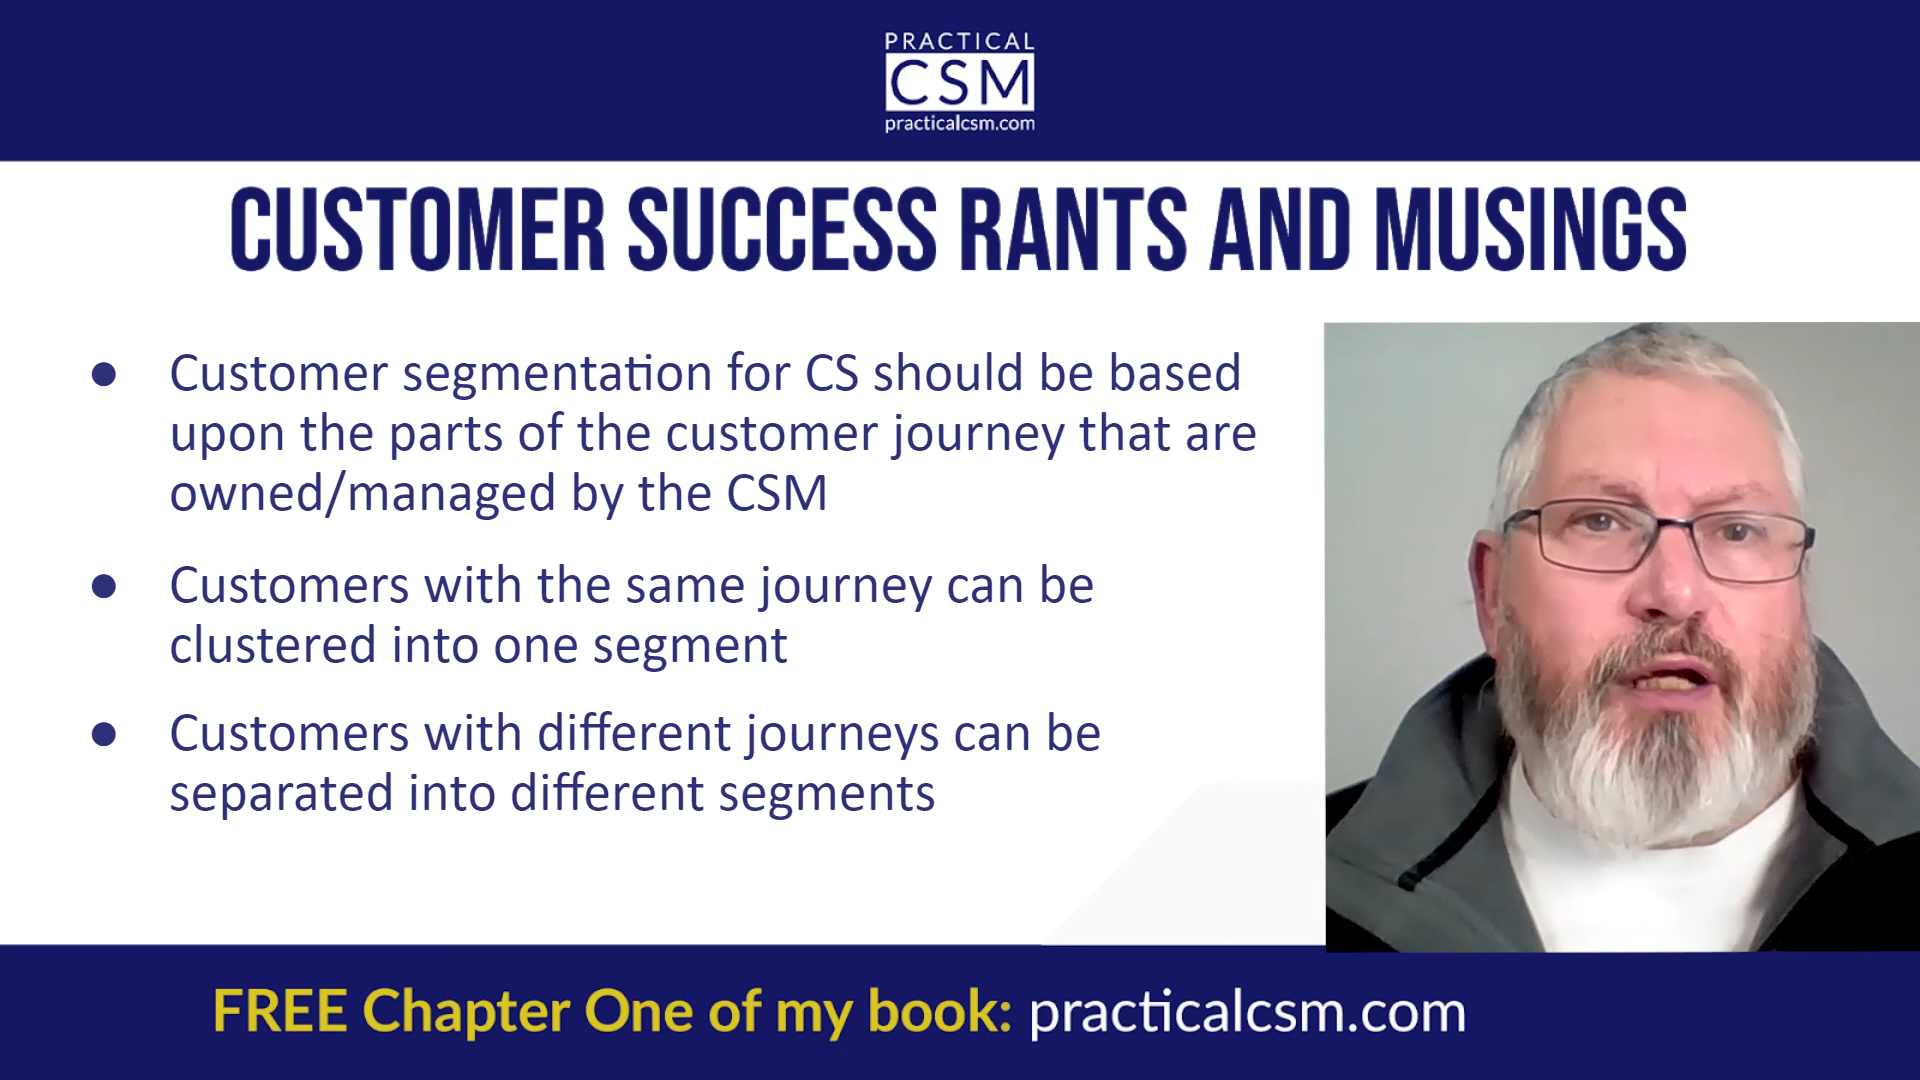 PRACTICAL
CSM
practicalcsm.com
CUSTOMER SUCCESS RANTS AND MUSINGS
● Customer segmentation for CS should be based
upon the parts of the customer journey that are
owned/managed by the CSM
● Customers with the same journey can be
clustered into one segment
● Customers with different journeys can be
separated into different segments
FREE Chapter One of my book: practicalcsm.com